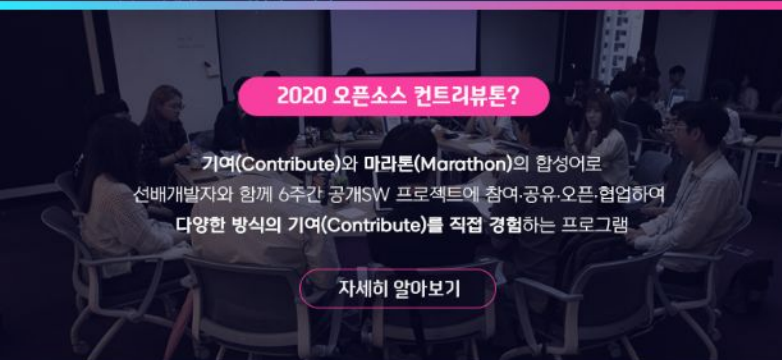 2020 오픈소스 컨트리뷰톤?
기여(Contribute)와 마라톤(Marathon)의 합성어로
선배개발자와 함께 6주간 공개SW 프로젝트에 참여·공유·오픈·협업하여
다양한 방식의 기여(Contribute)를 직접 경험하는 프로그램
자세히 알아보기